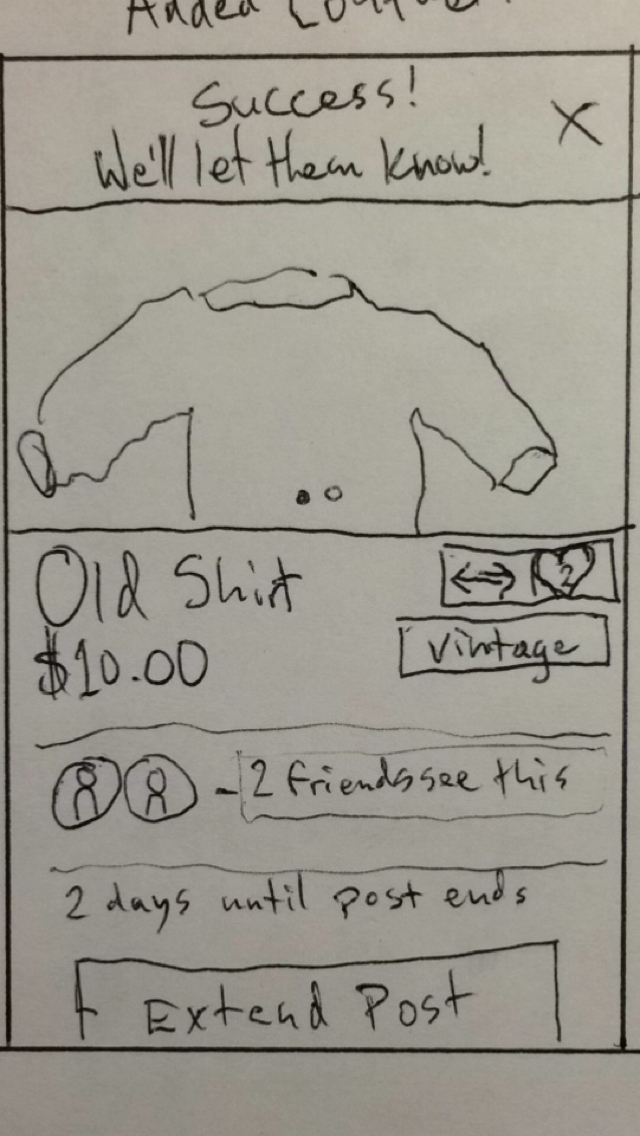 Added
Success!
X
We'll let them know!
Old Shirt
2
$10.00
Vintage
- 2 friends see this
2 days until post ends
Extend Post